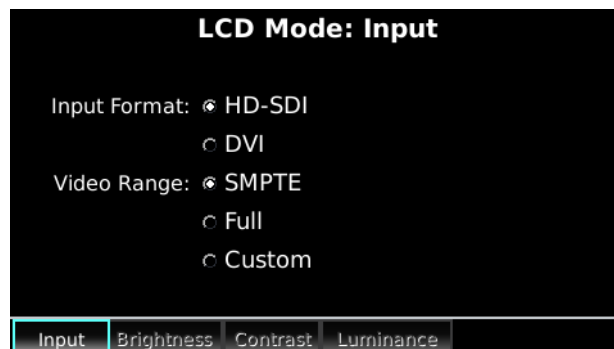 LCD Mode: Input
Input Format: HD-SDI
DVI
Video Range: SMPTE
Full
Custom
Input Brightness Contrast Luminance